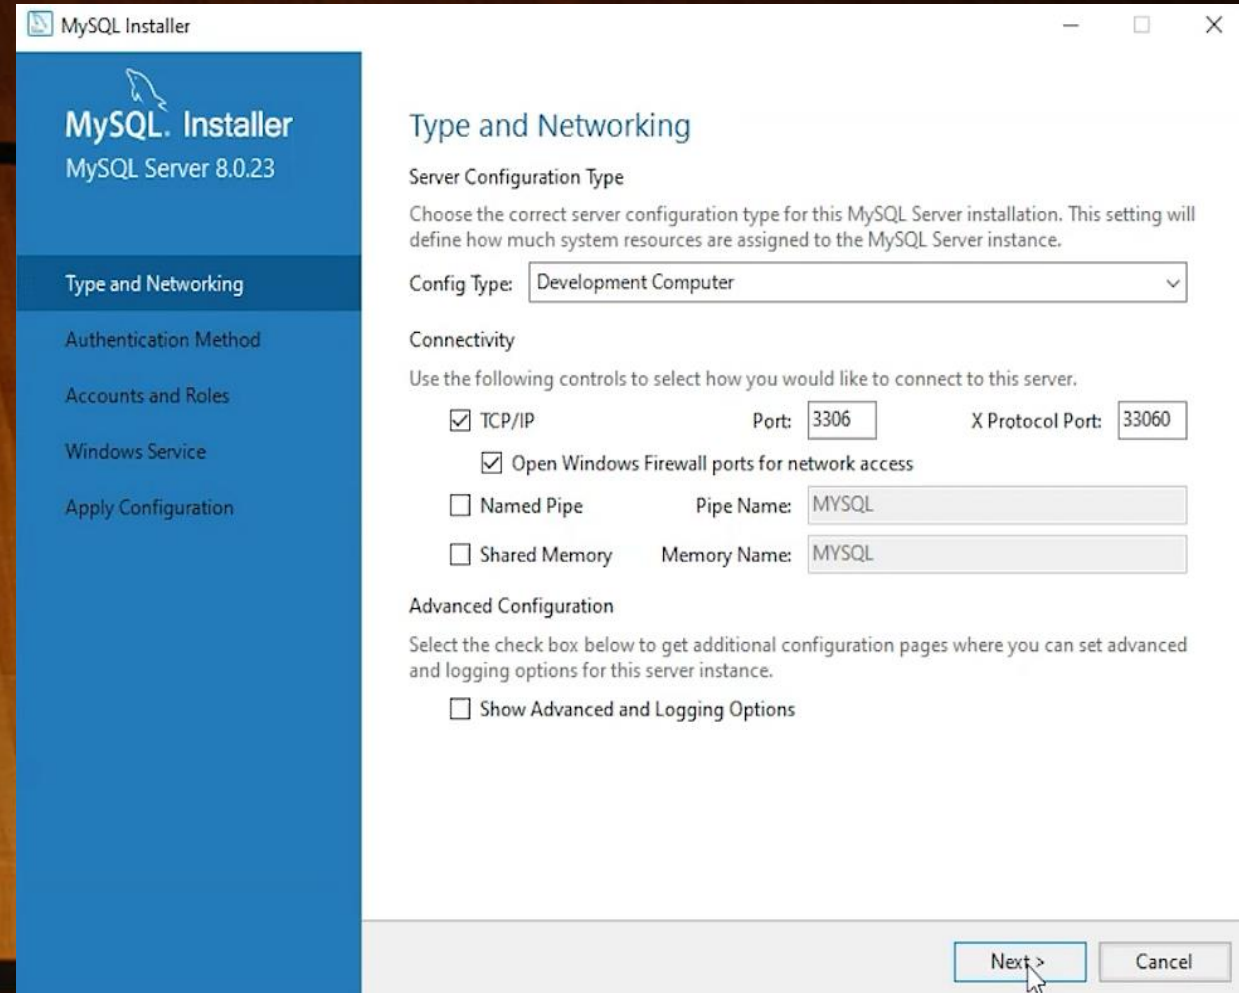 MySQL Installer
MySQL. Installer
MySQL Server 8.0.23
Type and Networking
Authentication Method
Accounts and Roles
Windows Service
Apply Configuration
Type and Networking
Server Configuration Type
Choose the correct server configuration type for this MySQL Server installation. This setting will
define how much system resources are assigned to the MySQL Server instance.
Config Type: Development Computer
Connectivity
Use the following controls to select how you would like to connect to this server.
TCP/IP Port: 3306 X Protocol Port: 33060
Open Windows Firewall ports for network access
Named Pipe Pipe Name: MYSQL
Shared Memory Memory Name: MYSQL
Advanced Configuration
Select the check box below to get additional configuration pages where you can set advanced
and logging options for this server instance.
Show Advanced and Logging Options
Next > Cancel